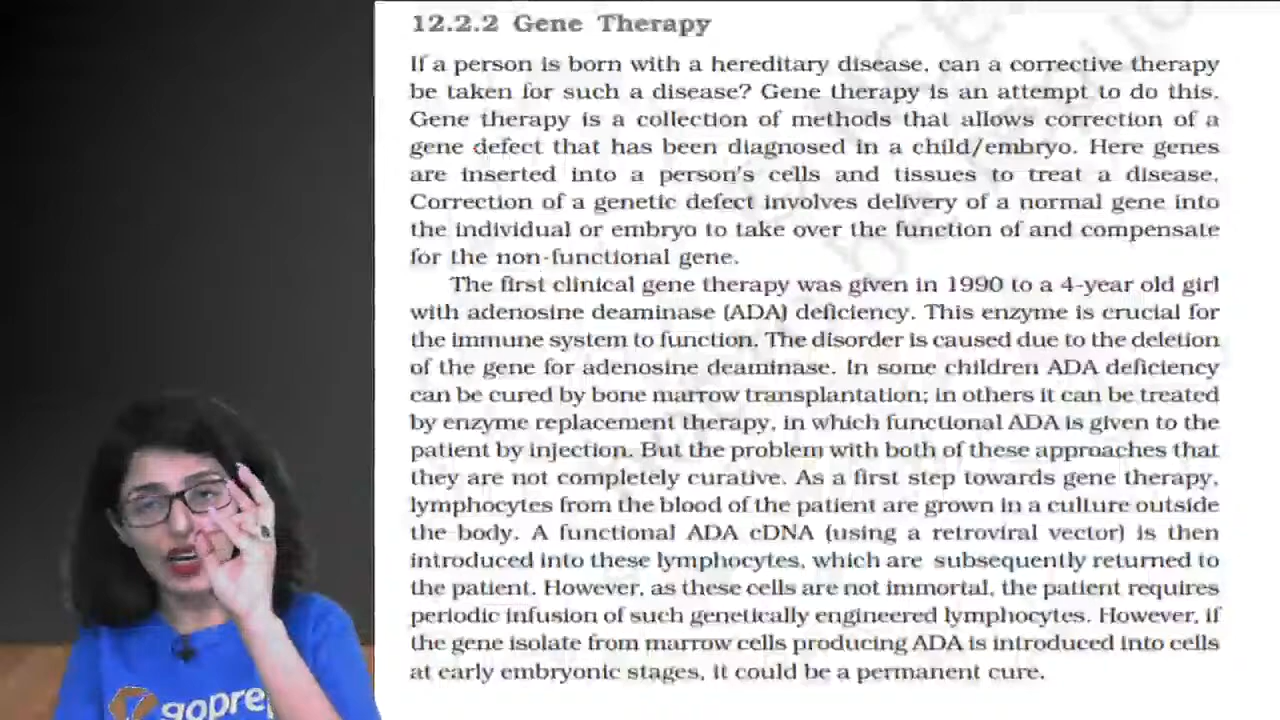 12.2.2 Gene Therapy
If a person is born with a hereditary disease, can a corrective therapy
be taken for such a disease? Gene therapy is an attempt to do this.
Gene therapy is a collection of methods that allows correction of a
gene defect that has been diagnosed in a child/embryo. Here genes
are inserted into a person's cells and tissues to treat a disease.
Correction of a genetic defect involves delivery of a normal gene into
the individual or embryo to take over the function of and compensate
for the non-functional gene.
The first clinical gene therapy was given in 1990 to a 4-year old girl
with adenosine deaminase (ADA) deficiency. This enzyme is crucial for
the immune system to function. The disorder is caused due to the deletion
of the gene for adenosine deaminase. In some children ADA deficiency
can be cured by bone marrow transplantation; in others it can be treated
by enzyme replacement therapy, in which functional ADA is given to the
patient by injection. But the problem with both of these approaches that
they are not completely curative. As a first step towards gene therapy,
lymphocytes from the blood of the patient are grown in a culture outside
the body. A functional ADA cDNA (using a retroviral vector) is then
introduced into these lymphocytes, which are subsequently returned to
the patient. However, as these cells are not immortal, the patient requires
periodic infusion of such genetically engineered lymphocytes. However, if
the gene isolate from marrow cells producing ADA is introduced into cells
at early embryonic stages, it could be a permanent cure.
goprep